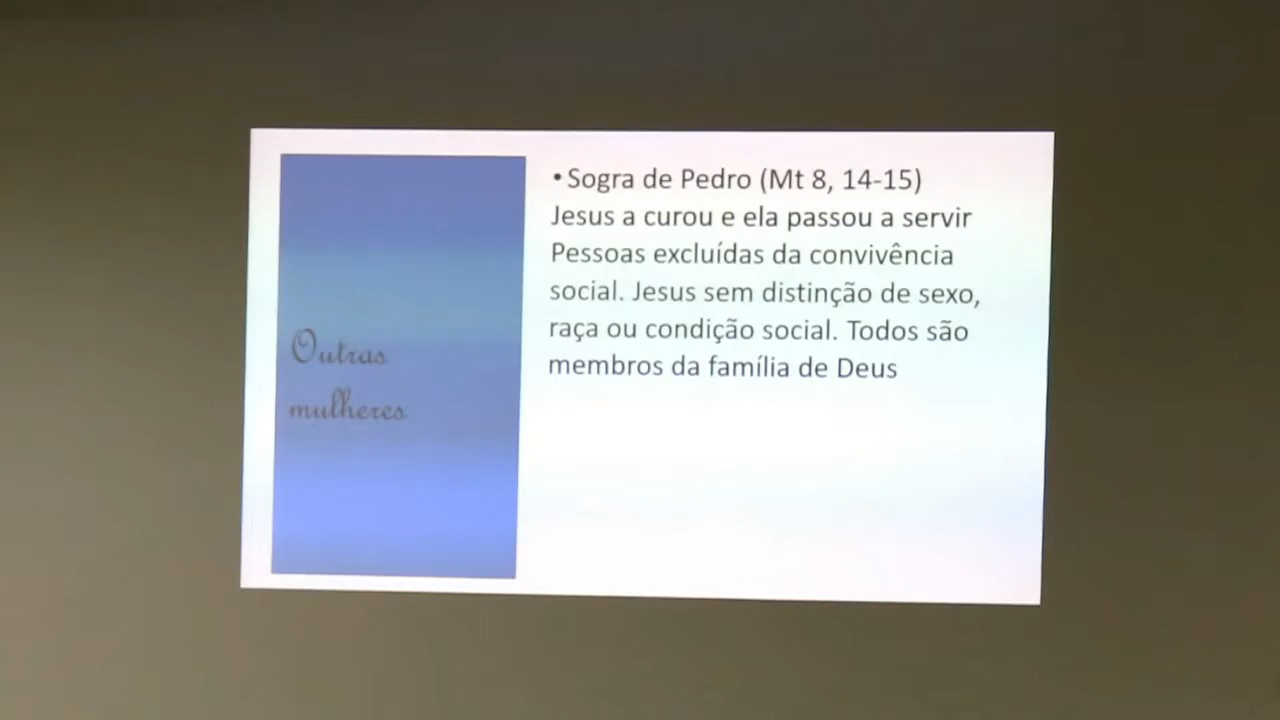 Outras
mulheres
• Sogra de Pedro (Mt 8, 14-15)
Jesus a curou e ela passou a servir
Pessoas excluídas da convivência
social. Jesus sem distinção de sexo,
raça ou condição social. Todos são
membros da família de Deus